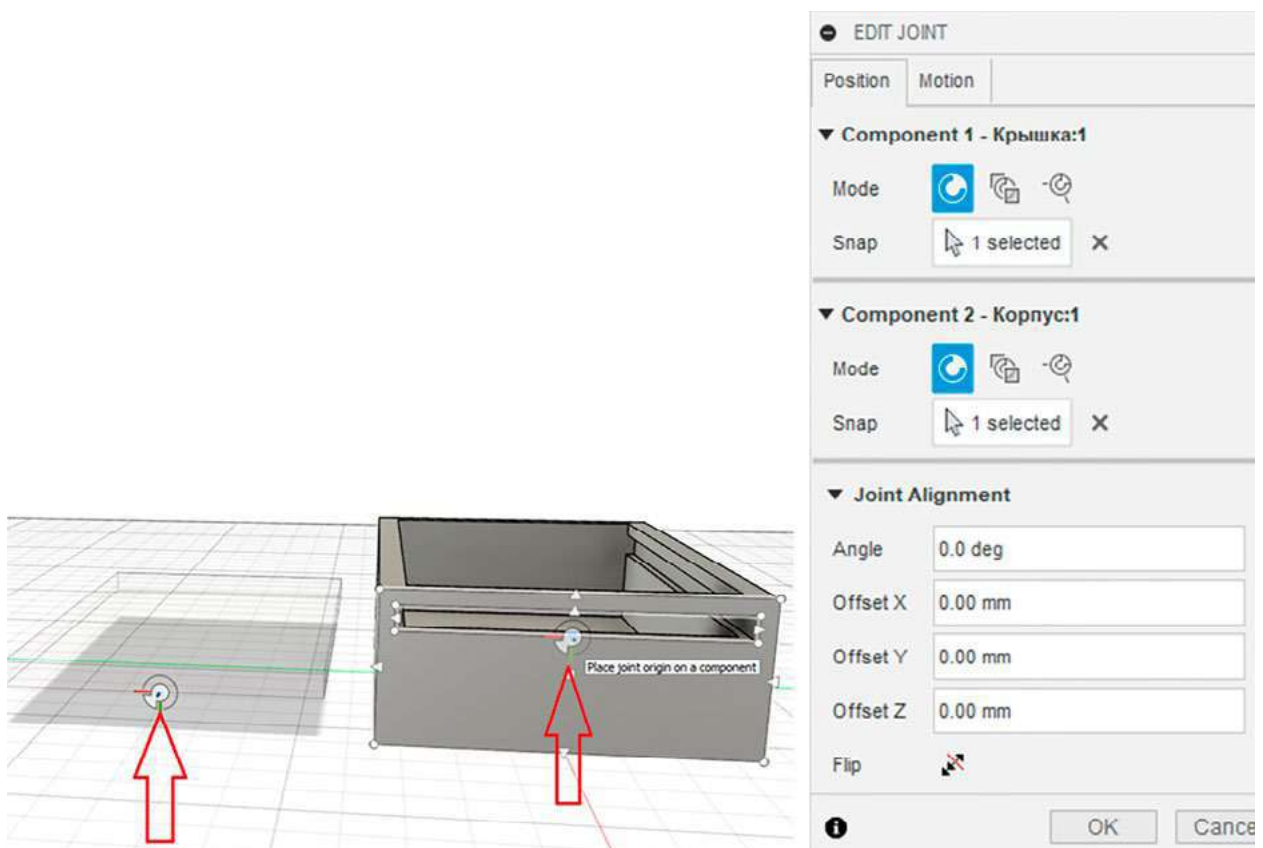 EDIT JOINT
Position Motion
Component 1 - Крышка:1
Mode
Snap 1 selected
Component 2 - Корпус:1
Mode
Snap 1 selected
Joint Alignment
Angle 0.0 deg
Offset X 0.00 mm
Offset Y 0.00 mm
Place joint origin on a component
Offset Z 0.00 mm
Flip
OK Cance